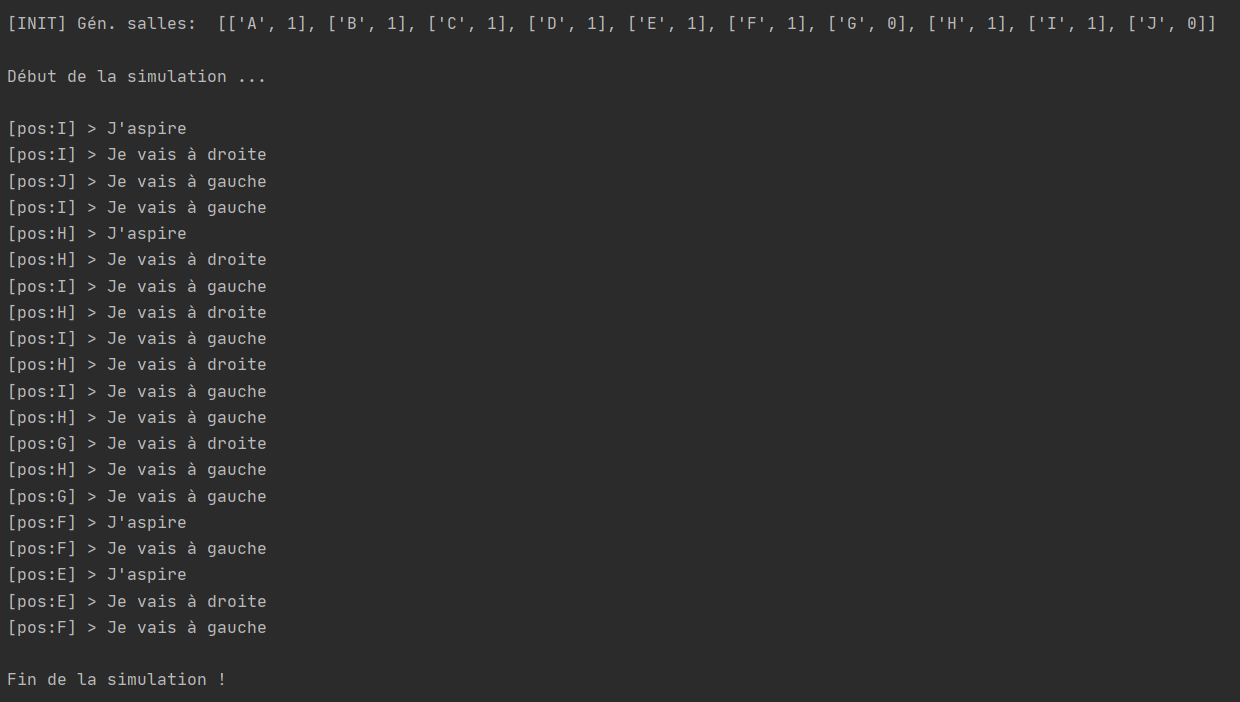 [INIT] Gén. salles:  [['A', 1], ['B', 1], ['C', 1], ['D', 1], ['E', 1], ['F', 1], ['G', 0], ['H', 1], ['I', 1], ['J', 0]]
Début de la simulation ...
[pos:I] > J'aspire
[pos:I] > Je vais à droite
[pos:J] > Je vais à gauche
[pos:I] > Je vais à gauche
[pos:H] > J'aspire
[pos:H] > Je vais à droite
[pos:I] > Je vais à gauche
[pos:H] > Je vais à droite
[pos:I] > Je vais à gauche
[pos:H] > Je vais à droite
[pos:I] > Je vais à gauche
[pos:H] > Je vais à gauche
[pos:G] > Je vais à droite
[pos:H] > Je vais à gauche
[pos:G] > Je vais à gauche
[pos:F] > J'aspire
[pos:F] > Je vais à gauche
[pos:E] > J'aspire
[pos:E] > Je vais à droite
[pos:F] > Je vais à gauche
Fin de la simulation !